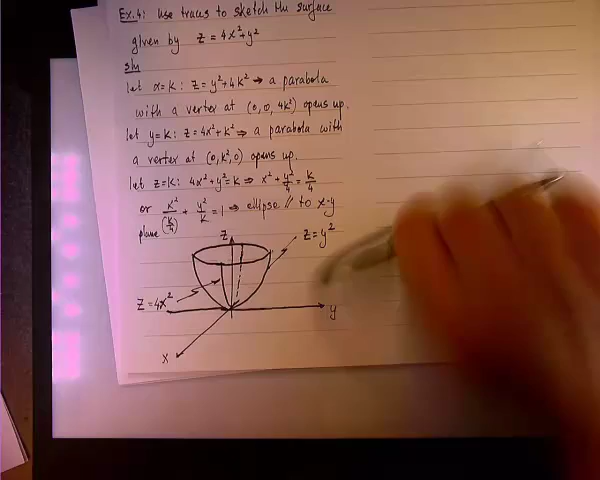 Ex.4: Use traces to sketch the surface
given by z = 4x²+y²
sln
let x=k: z = y²+4k² ⇒ a parabola
with a vertex at (0, 0, 4k²) opens up.
let y=k: z = 4x²+k² ⇒ a parabola with
a vertex at (0, k², 0) opens up.
let z=k: 4x²+y²=k ⇒ x² + y²/4 = k/4
or x²/(k/4) + y²/k = 1 ⇒ ellipse // to x-y
plane
z
z = y²
z = 4x²
y
x